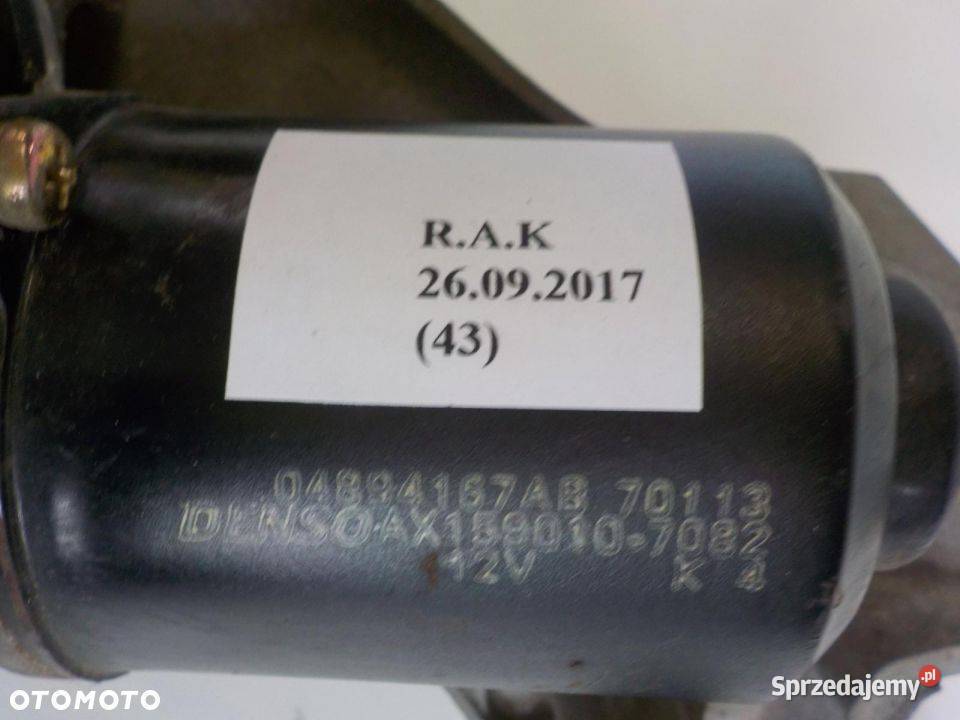 R.A.K
26.09.2017
(43)
04894167AB 70113
DENSO AX159010-7082
12V K 4
OTOMOTO
Sprzedajemy.pl